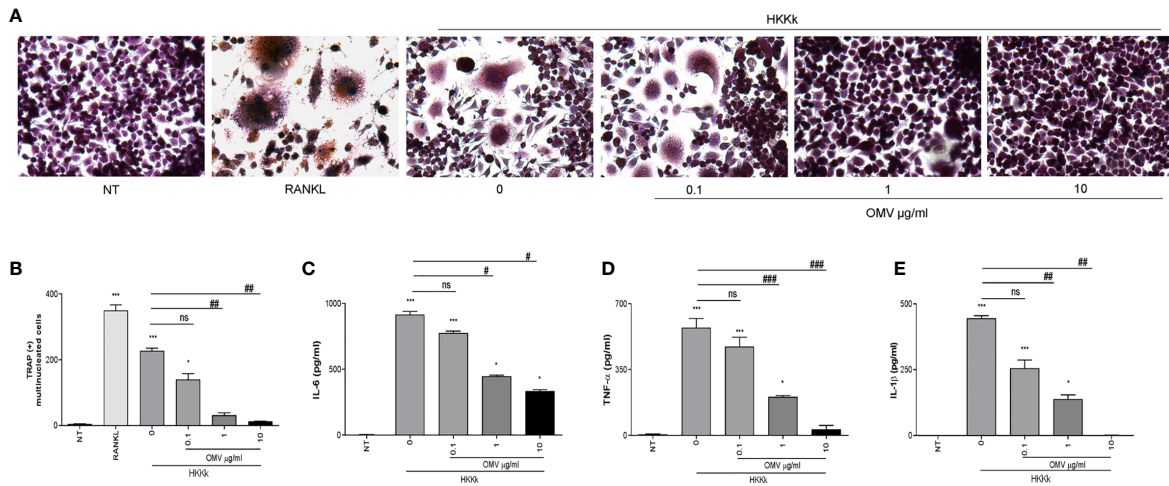 A
HKKk
NT
RANKL
0
0.1
1
10
OMV µg/ml
B
##
##
ns
***
***
*
400
200
0
TRAP (+)
multinucleated cells
NT
RANKL
0
0.1
1
10
OMV µg/ml
HKKk
C
#
#
ns
***
***
*
*
1000
500
0
IL-6 (pg/ml)
NT
0
0.1
1
10
OMV µg/ml
HKKk
D
###
###
ns
***
***
*
700
350
0
TNF-α (pg/ml)
NT
0
0.1
1
10
OMV µg/ml
HKKk
E
##
##
ns
***
***
*
500
250
0
IL-1β (pg/ml)
NT
0
0.1
1
10
OMV µg/ml
HKKk